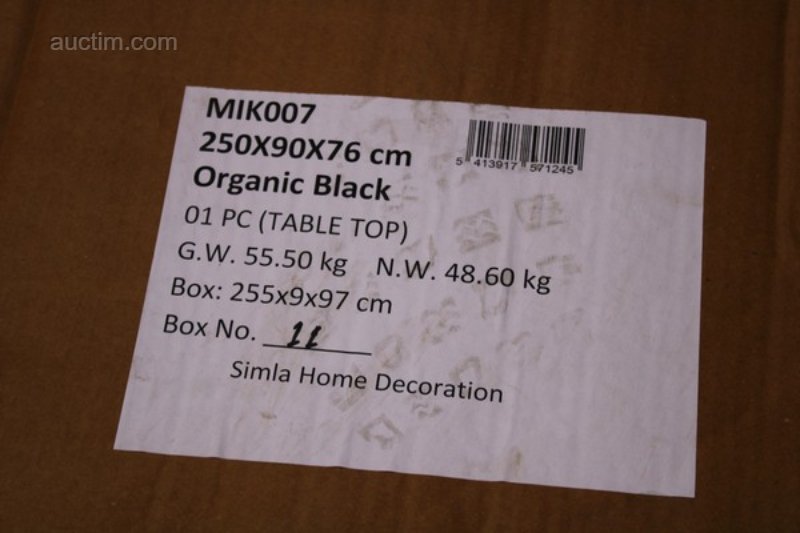 auctim.com
MIK007
250X90X76 cm
Organic Black
5 413917 571245
01 PC (TABLE TOP)
G.W. 55.50 kg N.W. 48.60 kg
Box: 255x9x97 cm
Box No. 11
Simla Home Decoration